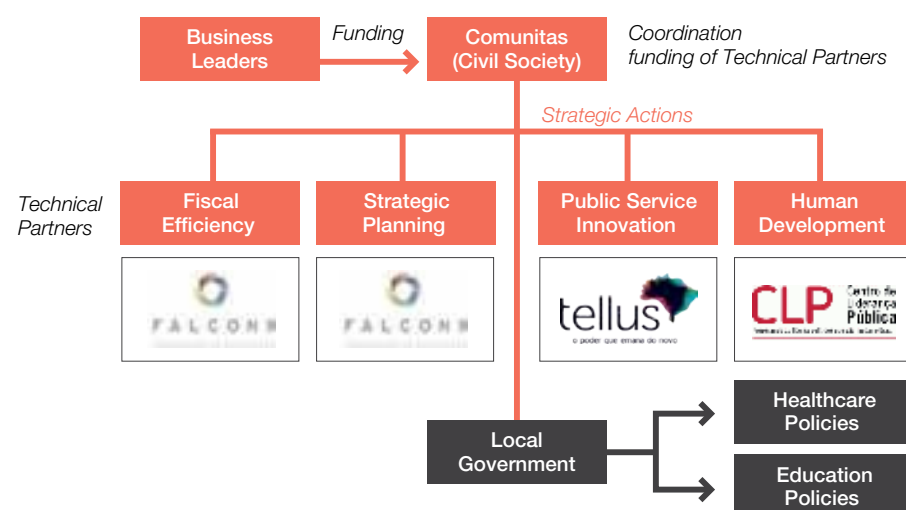 Business
Leaders
Funding
Comunitas
(Civil Society)
Coordination
funding of Technical Partners
Strategic Actions
Technical
Partners
Fiscal
Efficiency
Strategic
Planning
Public Service
Innovation
Human
Development
FALCONI
FALCONI
tellus
o poder que emana do novo
CLP
Centro de
Liderança
Pública
Local
Government
Healthcare
Policies
Education
Policies